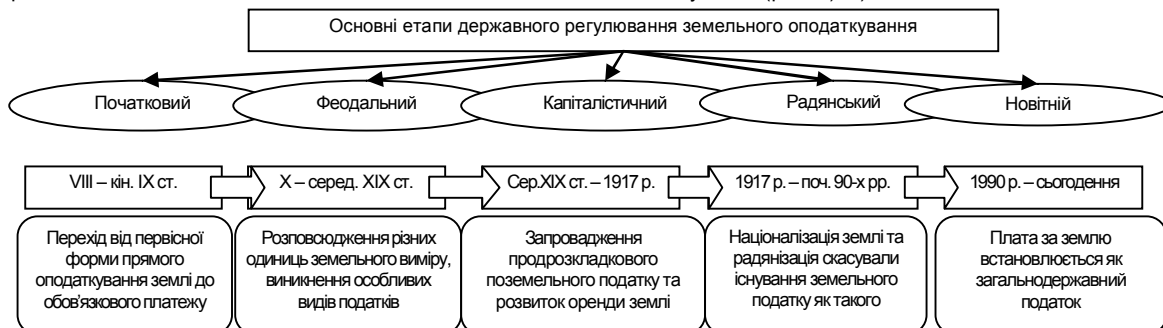 Основні етапи державного регулювання земельного оподаткування
Початковий
Феодальний
Капіталістичний
Радянський
Новітній
VIII – кін. IX ст.
X – серед. XIX ст.
Сер.XIX ст. – 1917 р.
1917 р. – поч. 90-х рр.
1990 р. – сьогодення
Перехід від первісної
форми прямого
оподаткування землі до
обов’язкового платежу
Розповсюдження різних
одиниць земельного виміру,
виникнення особливих
видів податків
Запровадження
продрозкладкового
поземельного податку та
розвиток оренди землі
Націоналізація землі та
радянізація скасували
існування земельного
податку як такого
Плата за землю
встановлюється як
загальнодержавний
податок